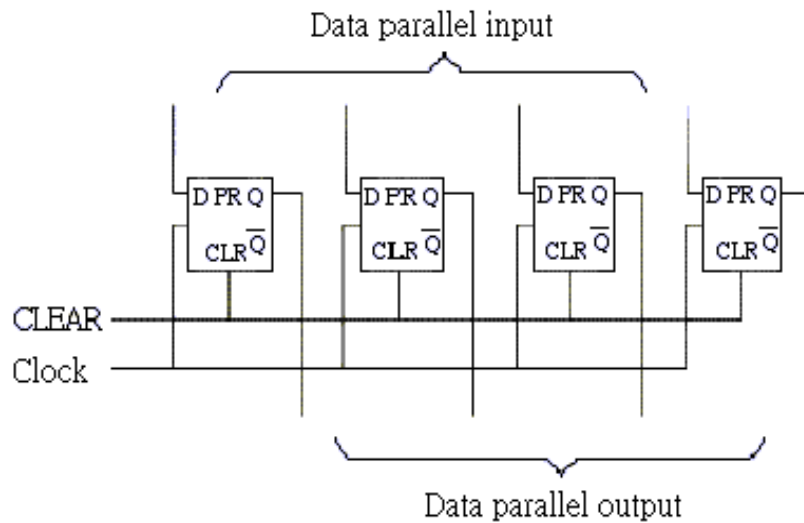 Data parallel input
D PR Q D PR Q D PR Q D PR Q
CLR Q̅ CLR Q̅ CLR Q̅ CLR Q̅
CLEAR
Clock
Data parallel output